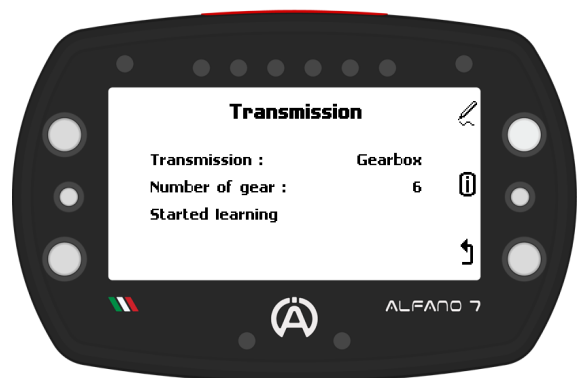 Transmission
Transmission : Gearbox
Number of gear : 6
Started learning
ALFANO 7